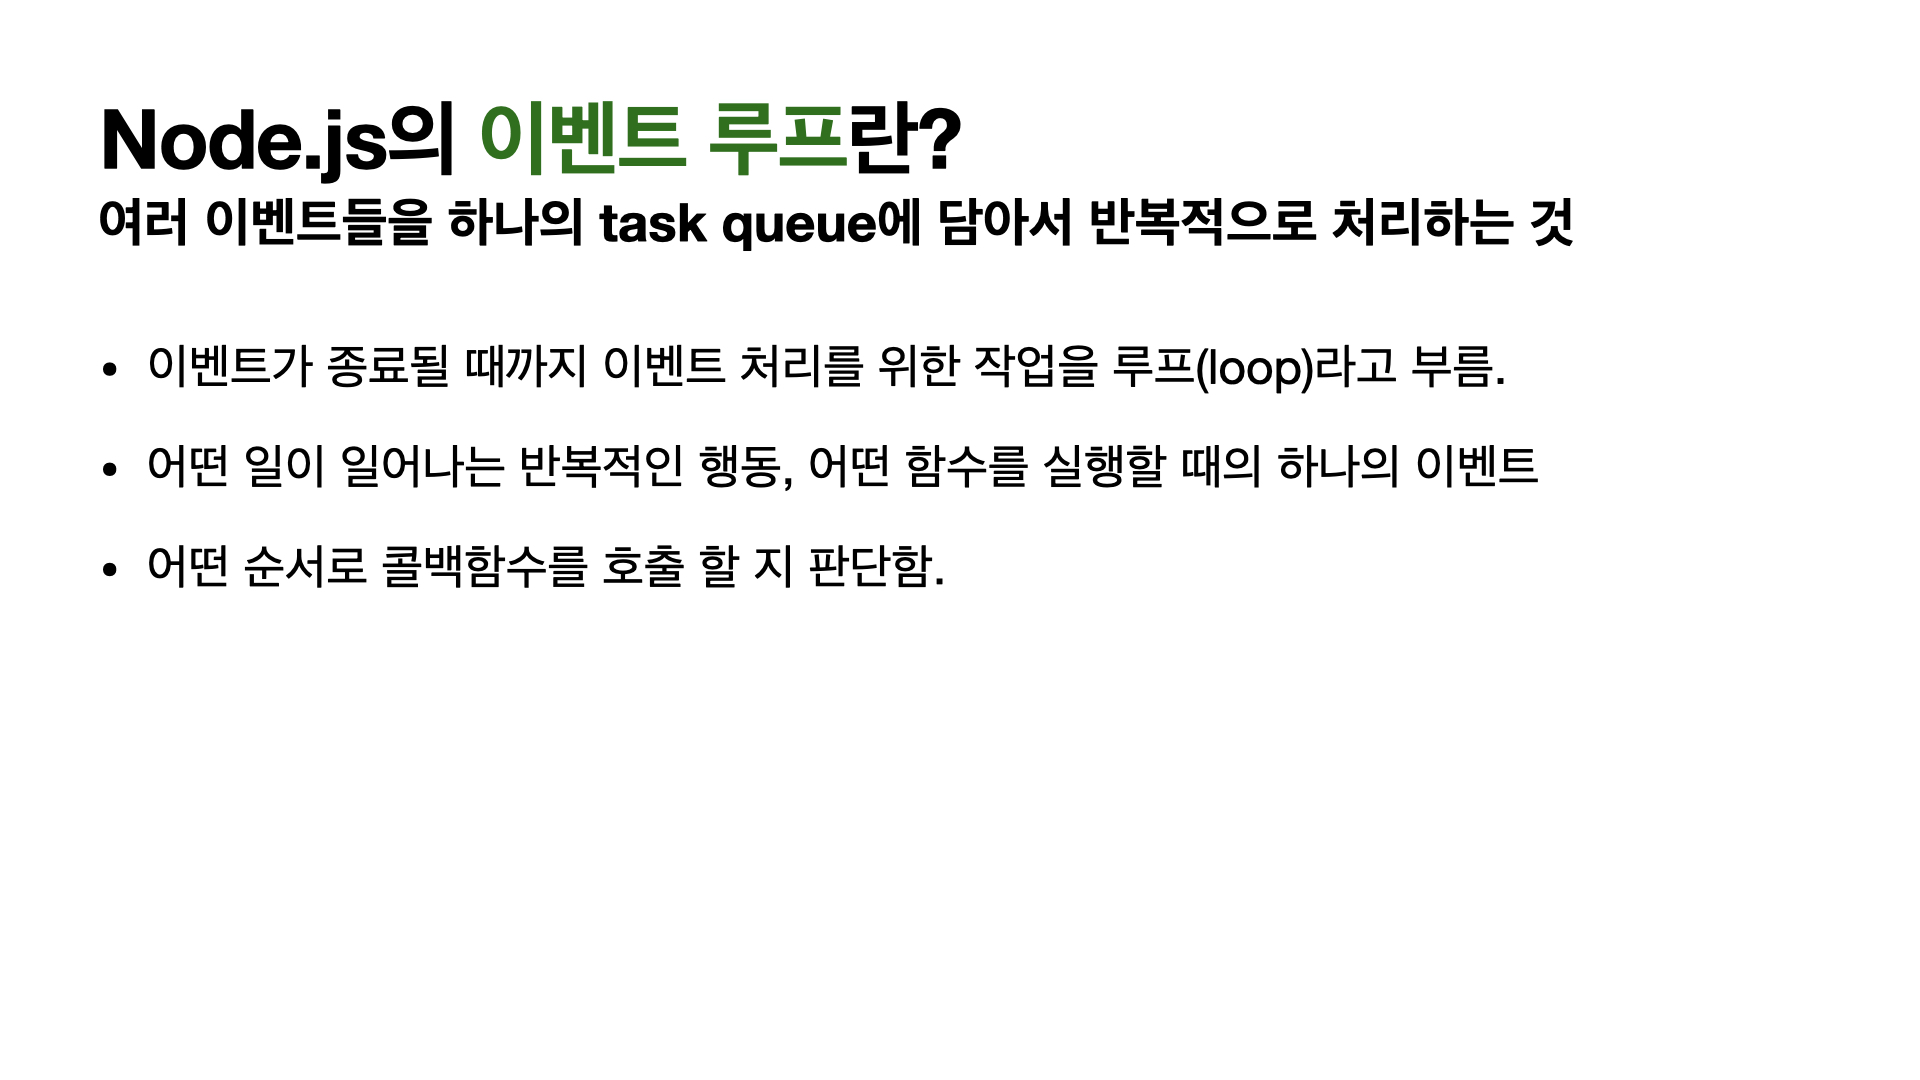 Node.js의 이벤트 루프란?
여러 이벤트들을 하나의 task queue에 담아서 반복적으로 처리하는 것
• 이벤트가 종료될 때까지 이벤트 처리를 위한 작업을 루프(loop)라고 부름.
• 어떤 일이 일어나는 반복적인 행동, 어떤 함수를 실행할 때의 하나의 이벤트
• 어떤 순서로 콜백함수를 호출 할 지 판단함.